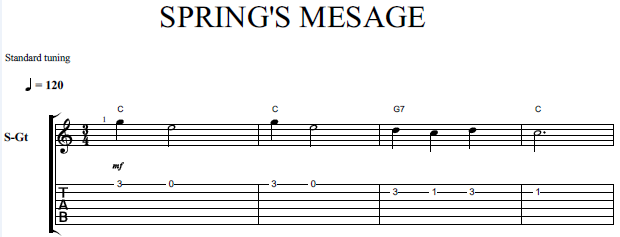 SPRING'S MESAGE
Standard tuning
= 120
C C G7 C
S-Gt
1
3
4
mf
T 3 0 3 0 3 1 3 1
A
B